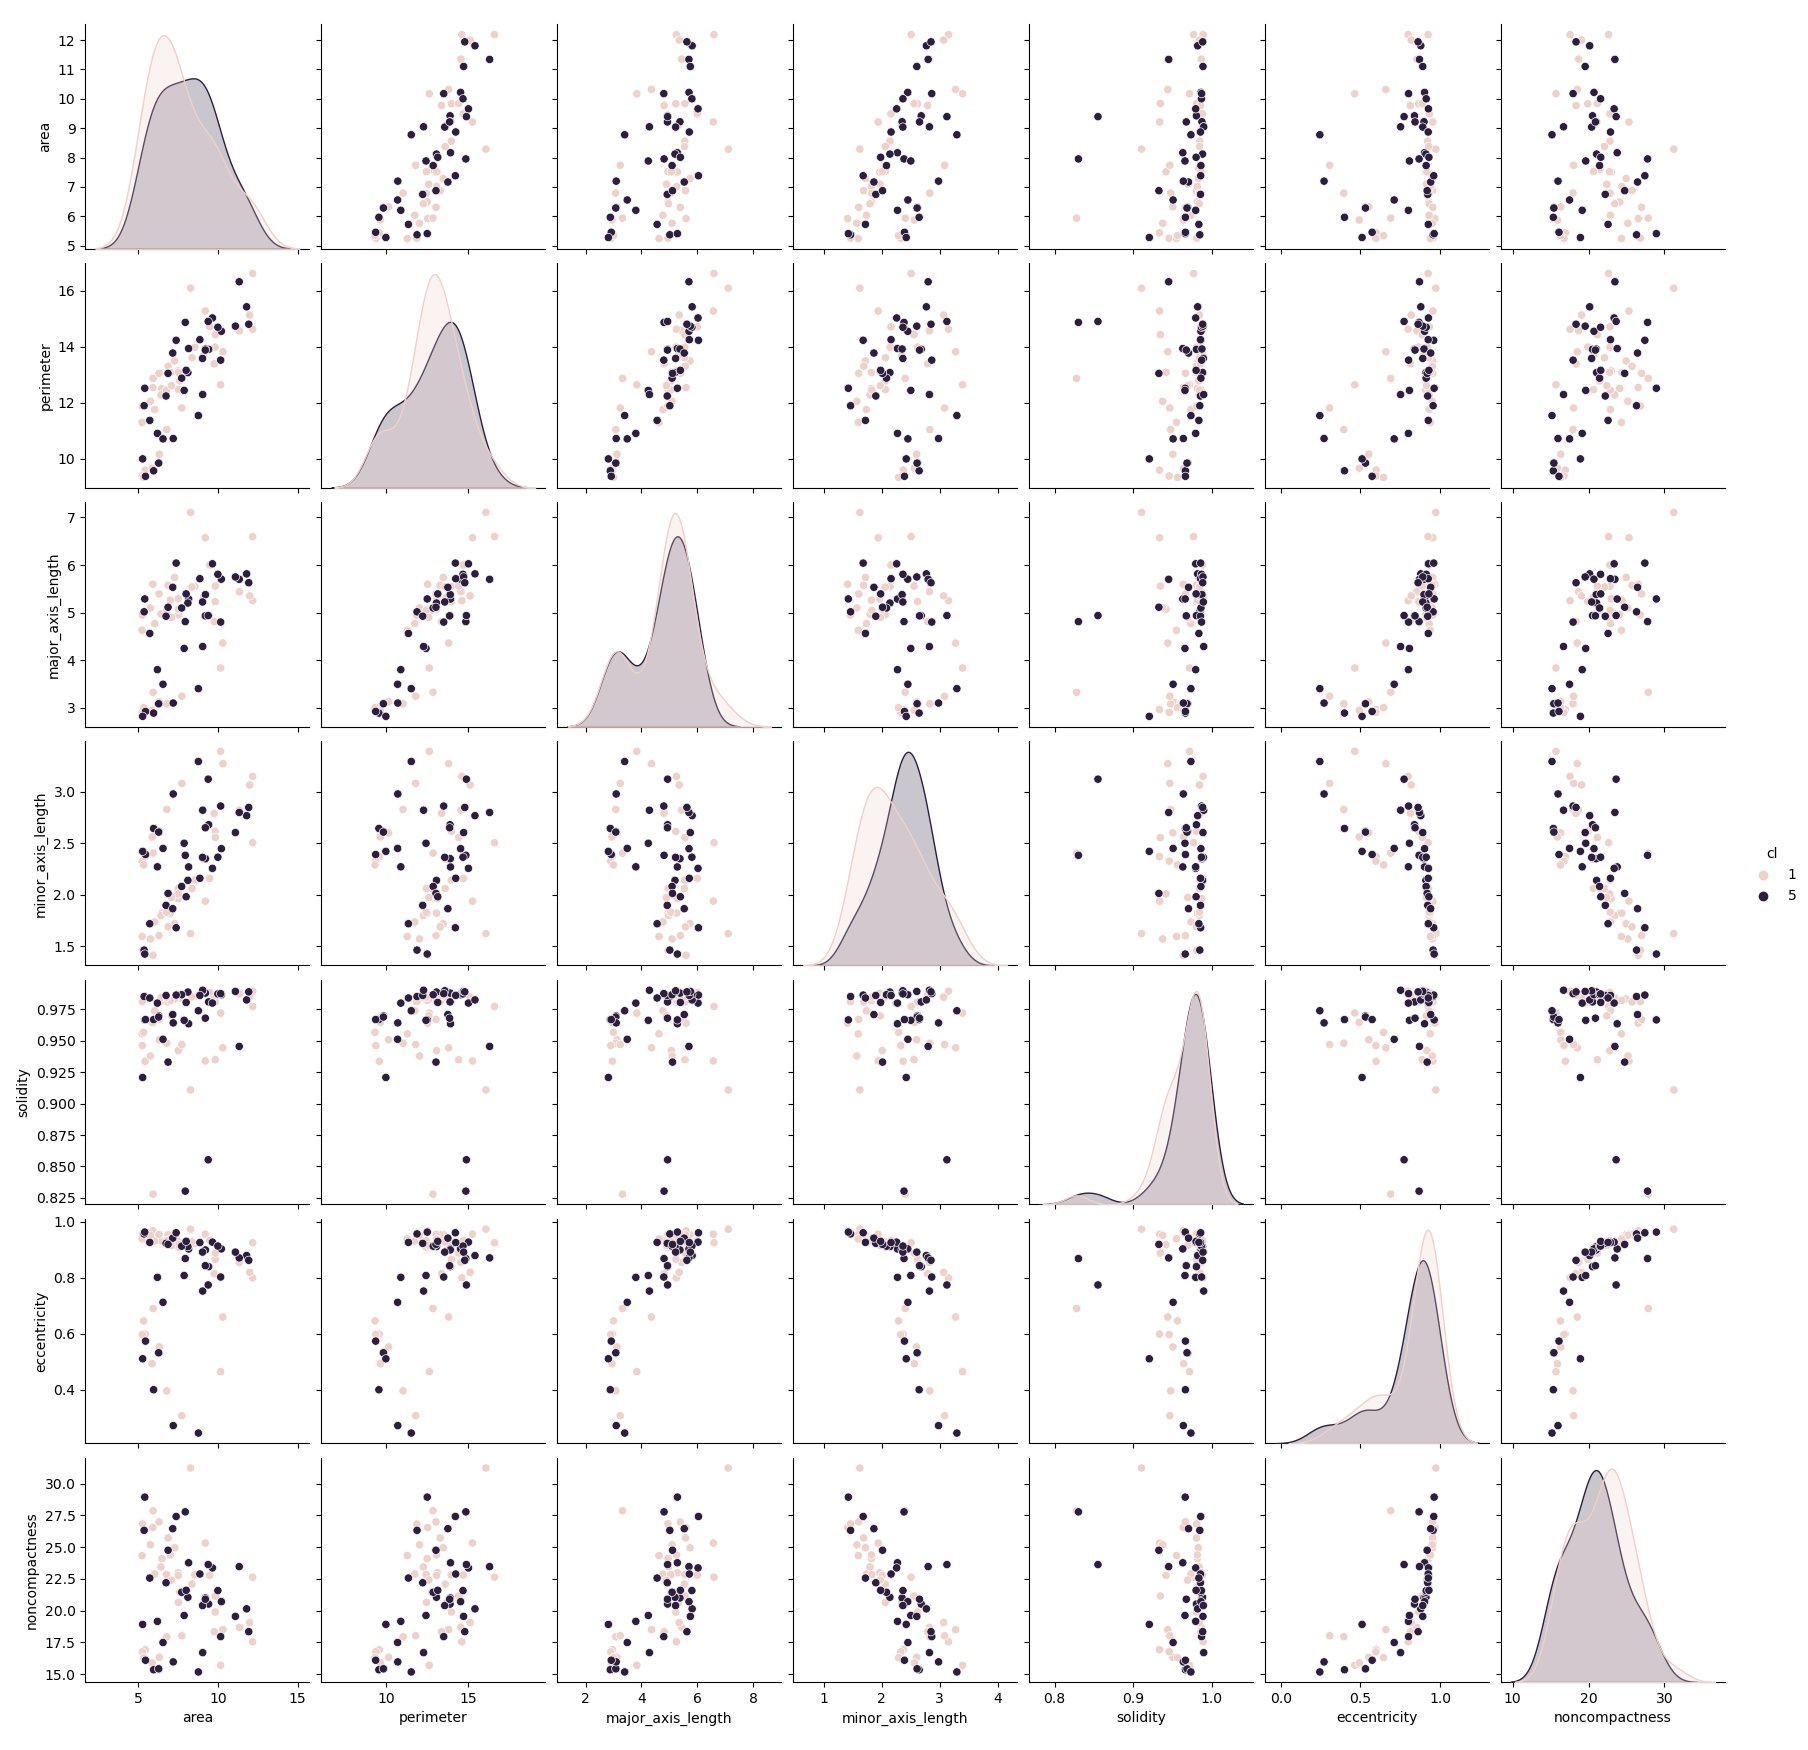 12
11
10
9
8
7
6
5
area
16
14
12
10
perimeter
7
6
5
4
3
major_axis_length
3.0
2.5
2.0
1.5
minor_axis_length
0.975
0.950
0.925
0.900
0.875
0.850
0.825
solidity
1.0
0.8
0.6
0.4
eccentricity
30.0
27.5
25.0
22.5
20.0
17.5
15.0
noncompactness
5 10 15
area
10 15
perimeter
2 4 6 8
major_axis_length
1 2 3 4
minor_axis_length
0.8 0.9 1.0
solidity
0.0 0.5 1.0
eccentricity
10 20 30
noncompactness
cl
1
5